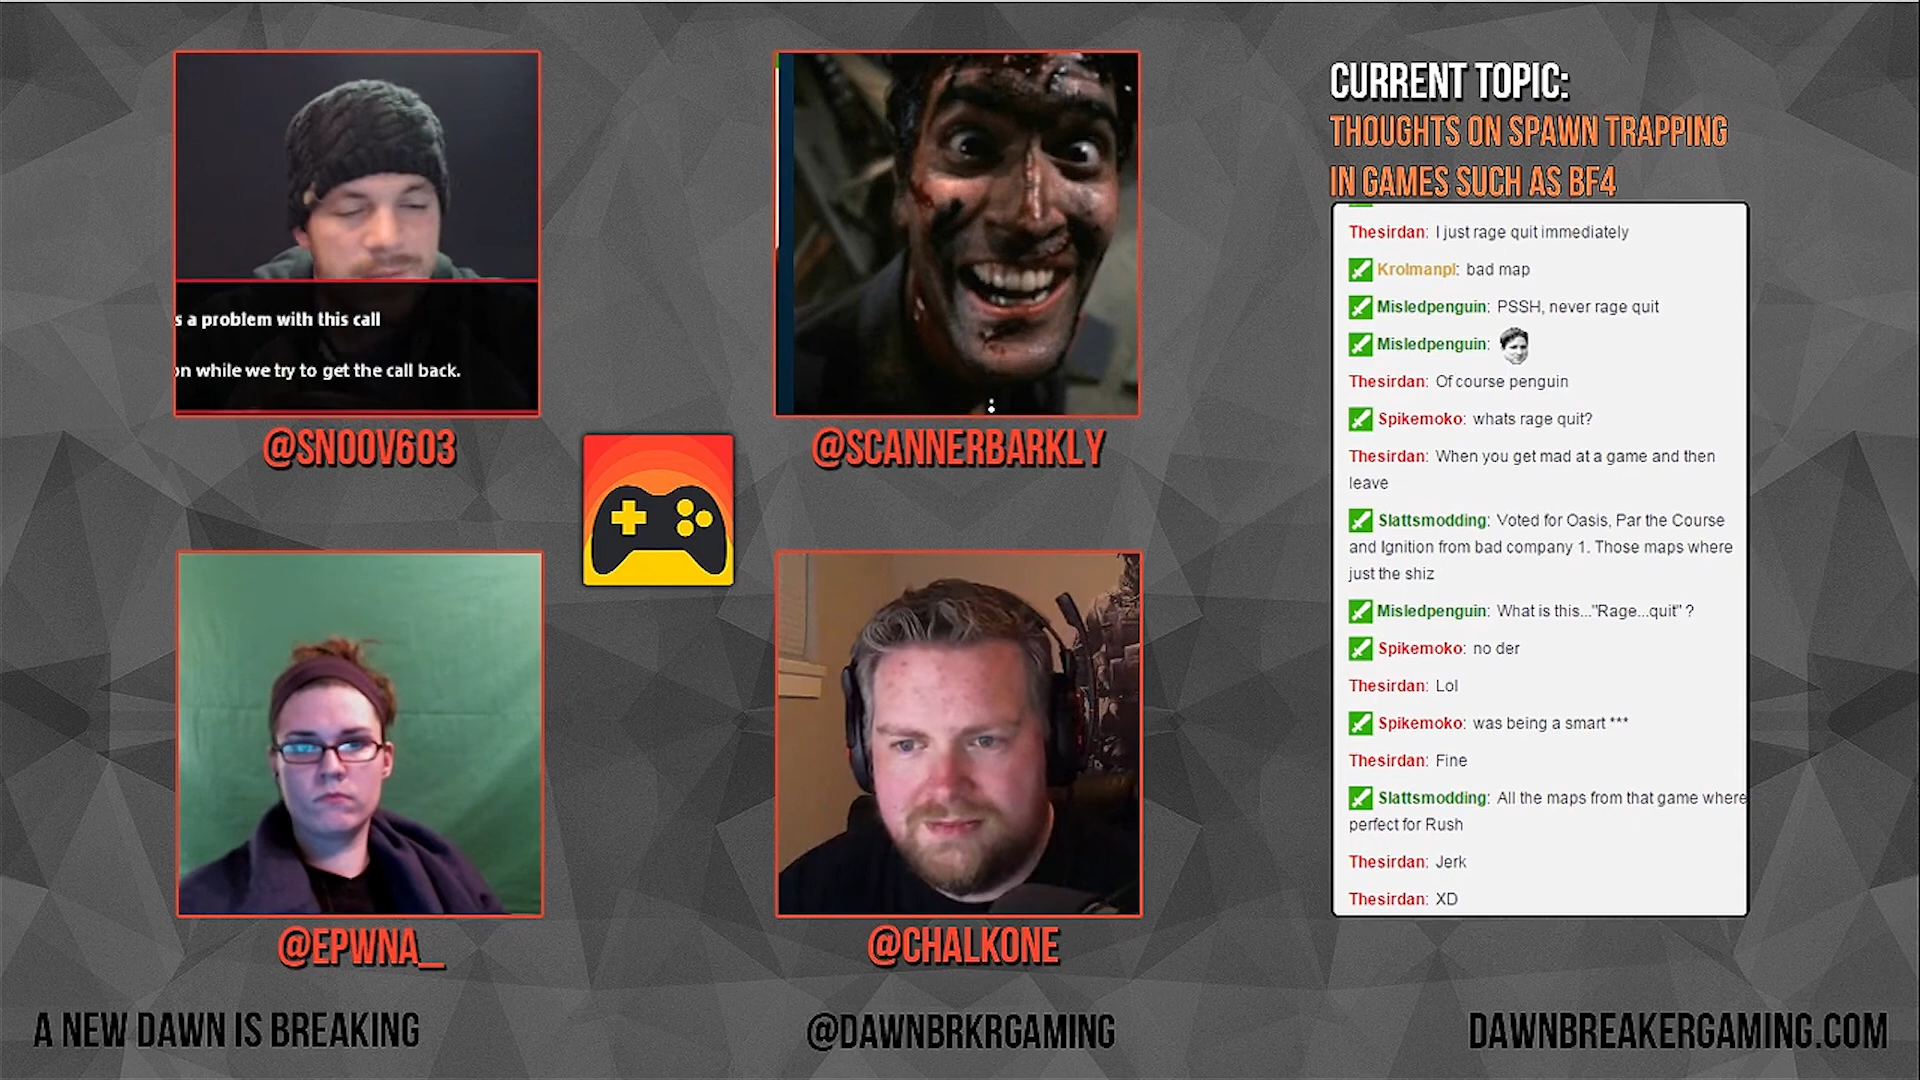 CURRENT TOPIC:
THOUGHTS ON SPAWN TRAPPING
IN GAMES SUCH AS BF4
s a problem with this call
on while we try to get the call back.
@SNOOV603
@SCANNERBARKLY
@EPWNA_
@CHALKONE
Thesirdan: I just rage quit immediately
Krolmanpl: bad map
Misledpenguin: PSSH, never rage quit
Misledpenguin:
Thesirdan: Of course penguin
Spikemoko: whats rage quit?
Thesirdan: When you get mad at a game and then
leave
Slattsmodding: Voted for Oasis, Par the Course
and Ignition from bad company 1. Those maps where
just the shiz
Misledpenguin: What is this..."Rage...quit" ?
Spikemoko: no der
Thesirdan: Lol
Spikemoko: was being a smart ***
Thesirdan: Fine
Slattsmodding: All the maps from that game where
perfect for Rush
Thesirdan: Jerk
Thesirdan: XD
A NEW DAWN IS BREAKING
@DAWNBRKRGAMING
DAWNBREAKERGAMING.COM